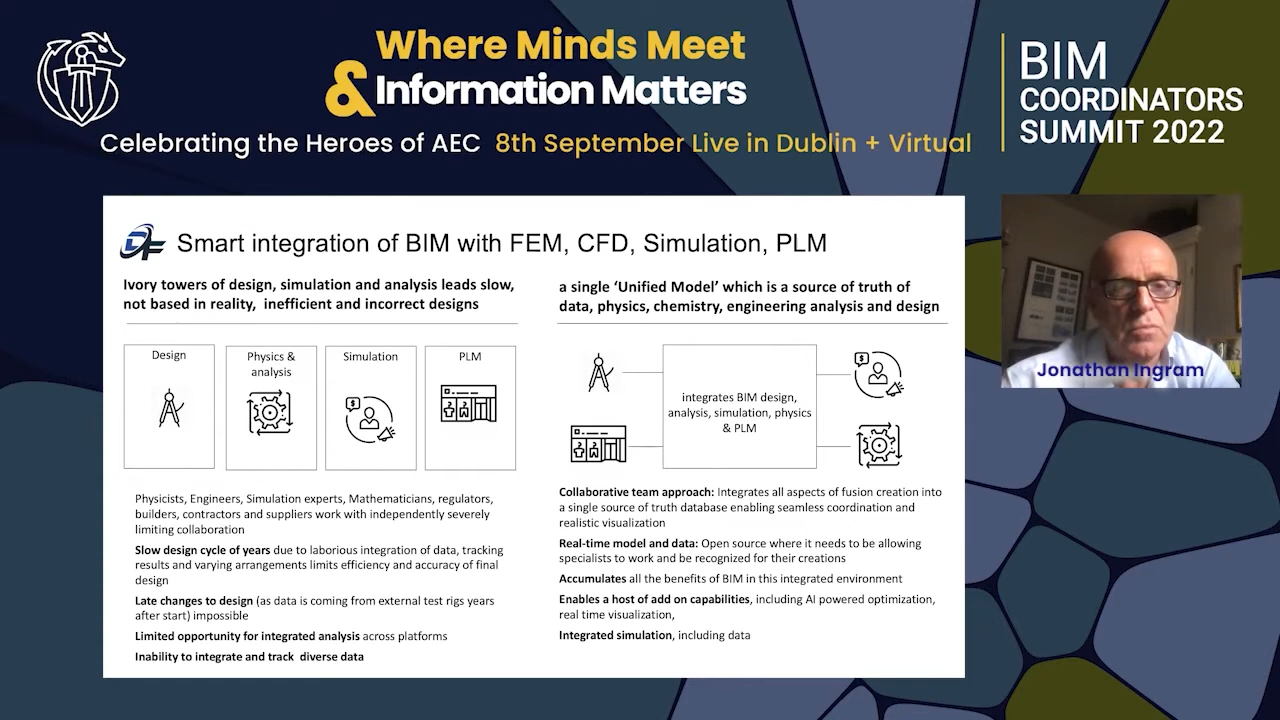 Where Minds Meet
& Information Matters
Celebrating the Heroes of AEC 8th September Live in Dublin + Virtual
BIM
COORDINATORS
SUMMIT 2022
DF Smart integration of BIM with FEM, CFD, Simulation, PLM
Ivory towers of design, simulation and analysis leads slow,
not based in reality, inefficient and incorrect designs
Design
Physics &
analysis
Simulation
PLM
Physicists, Engineers, Simulation experts, Mathematicians, regulators,
builders, contractors and suppliers work with independently severely
limiting collaboration
Slow design cycle of years due to laborious integration of data, tracking
results and varying arrangements limits efficiency and accuracy of final
design
Late changes to design (as data is coming from external test rigs years
after start) impossible
Limited opportunity for integrated analysis across platforms
Inability to integrate and track diverse data
a single ‘Unified Model’ which is a source of truth of
data, physics, chemistry, engineering analysis and design
integrates BIM design,
analysis, simulation, physics
& PLM
Collaborative team approach: Integrates all aspects of fusion creation into
a single source of truth database enabling seamless coordination and
realistic visualization
Real-time model and data: Open source where it needs to be allowing
specialists to work and be recognized for their creations
Accumulates all the benefits of BIM in this integrated environment
Enables a host of add on capabilities, including AI powered optimization,
real time visualization,
Integrated simulation, including data
Jonathan Ingram